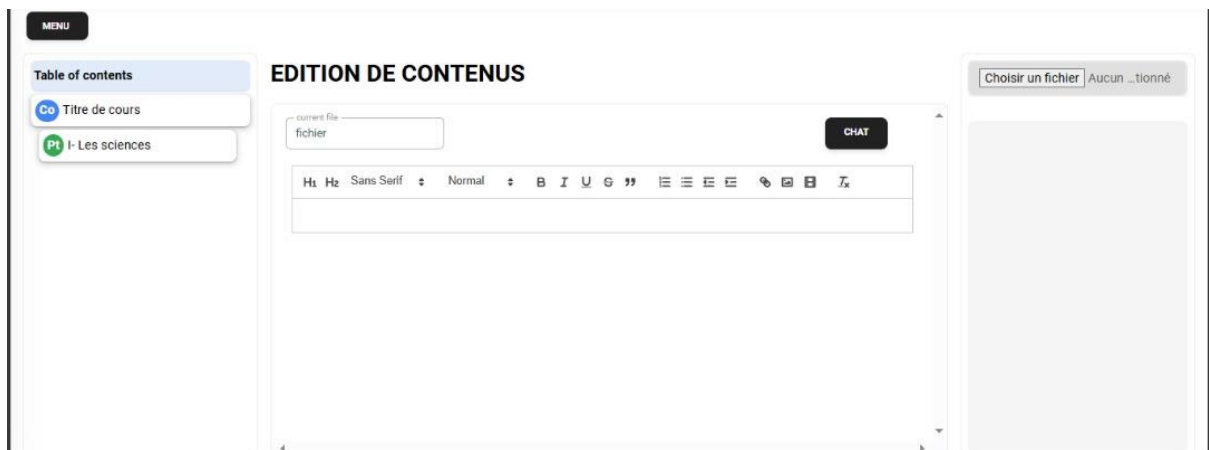 MENU
Table of contents
Co Titre de cours
Pt I- Les sciences
EDITION DE CONTENUS
current file
fichier
CHAT
H1 H2 Sans Serif Normal B I U S ❞ Tx
Choisir un fichier Aucun ...tionné